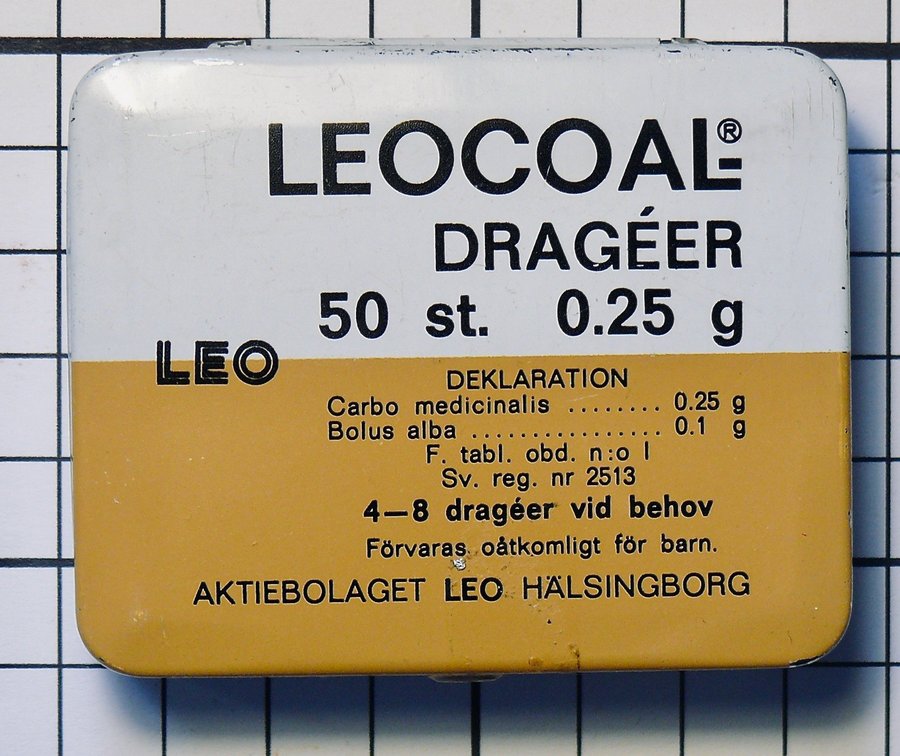 LEOCOAL®-
DRAGÉER
50 st. 0.25 g
LEO
DEKLARATION
Carbo medicinalis ........ 0.25 g
Bolus alba ................ 0.1 g
F. tabl. obd. n:o I
Sv. reg. nr 2513
4—8 dragéer vid behov
Förvaras oåtkomligt för barn.
AKTIEBOLAGET LEO HÄLSINGBORG